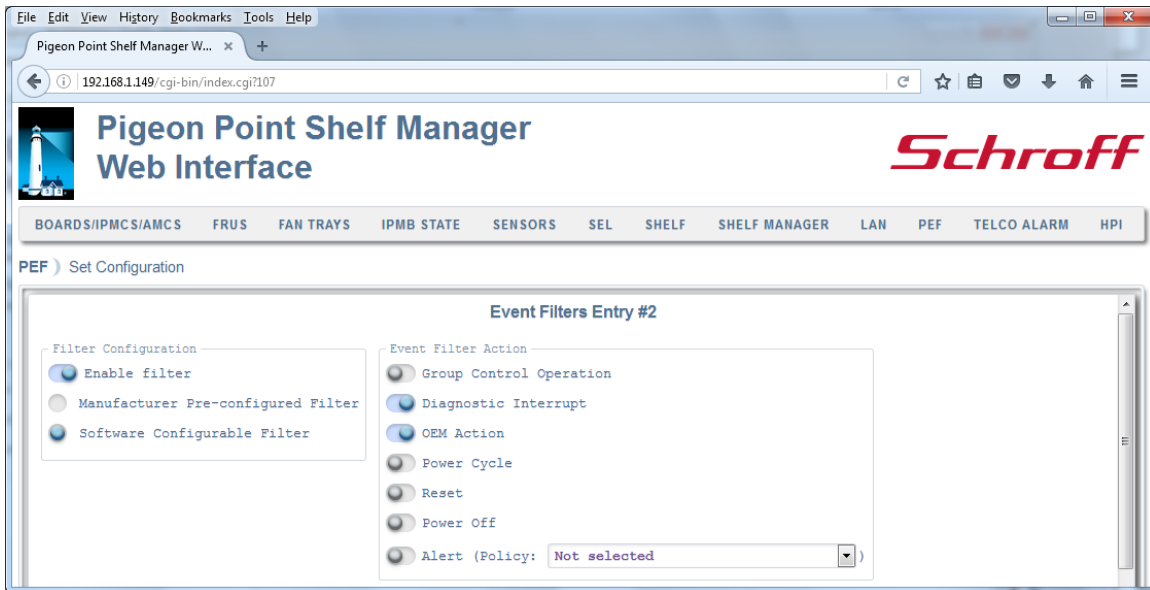 File Edit View History Bookmarks Tools Help
Pigeon Point Shelf Manager W... × +
192.168.1.149/cgi-bin/index.cgi?107
Pigeon Point Shelf Manager
Web Interface
Schroff
BOARDS/IPMCS/AMCS FRUS FAN TRAYS IPMB STATE SENSORS SEL SHELF SHELF MANAGER LAN PEF TELCO ALARM HPI
PEF ) Set Configuration
Event Filters Entry #2
Filter Configuration
Enable filter
Manufacturer Pre-configured Filter
Software Configurable Filter
Event Filter Action
Group Control Operation
Diagnostic Interrupt
OEM Action
Power Cycle
Reset
Power Off
Alert (Policy: Not selected )